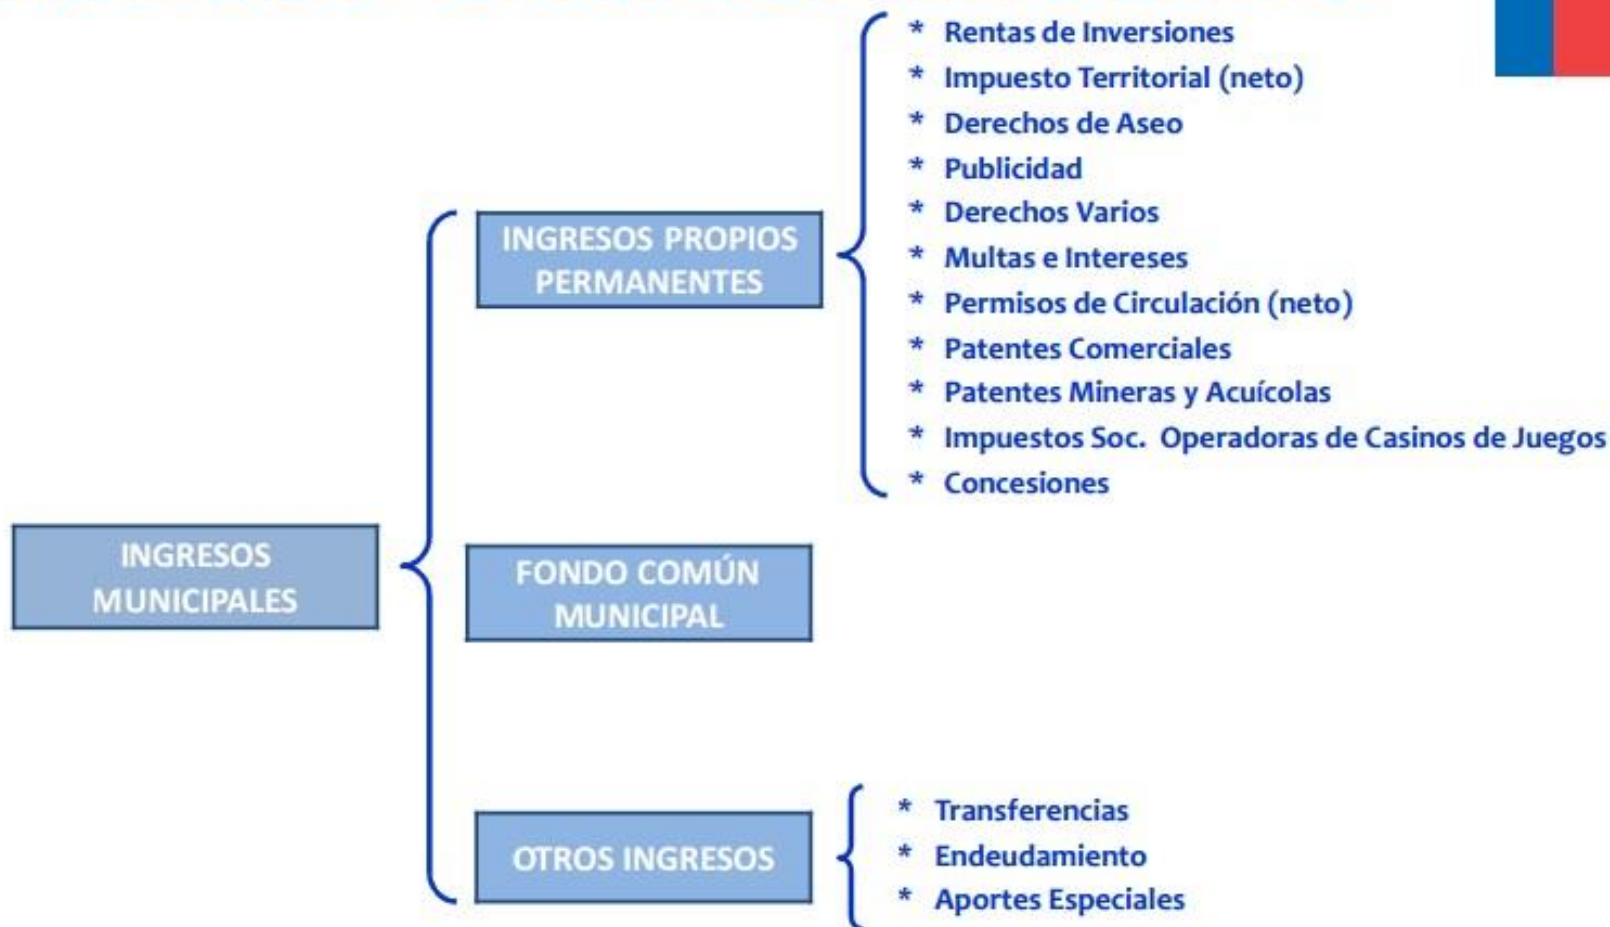 * Rentas de Inversiones
* Impuesto Territorial (neto)
* Derechos de Aseo
* Publicidad
* Derechos Varios
* Multas e Intereses
* Permisos de Circulación (neto)
* Patentes Comerciales
* Patentes Mineras y Acuícolas
* Impuestos Soc. Operadoras de Casinos de Juegos
* Concesiones
INGRESOS PROPIOS
PERMANENTES
INGRESOS
MUNICIPALES
FONDO COMÚN
MUNICIPAL
OTROS INGRESOS
* Transferencias
* Endeudamiento
* Aportes Especiales